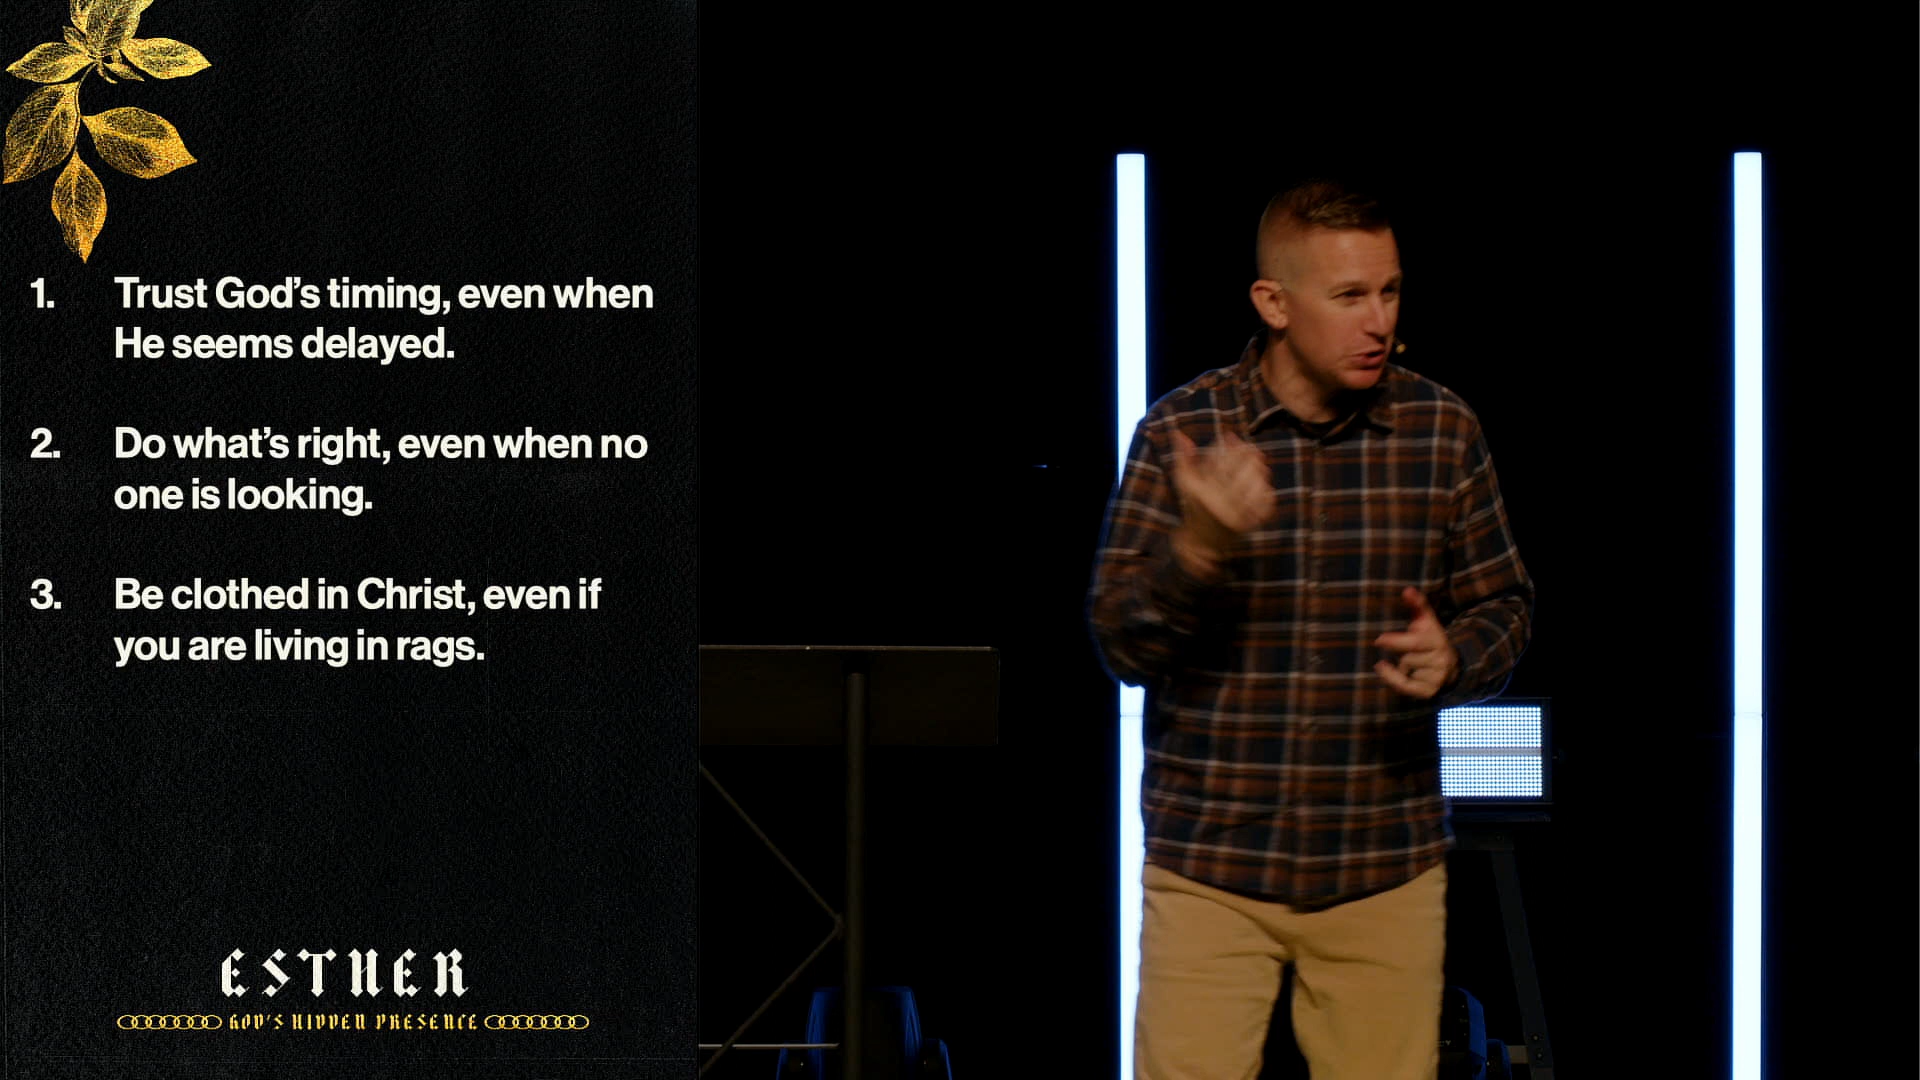 1. Trust God's timing, even when
He seems delayed.
2. Do what's right, even when no
one is looking.
3. Be clothed in Christ, even if
you are living in rags.
ESTHER
GOD'S HIDDEN PRESENCE